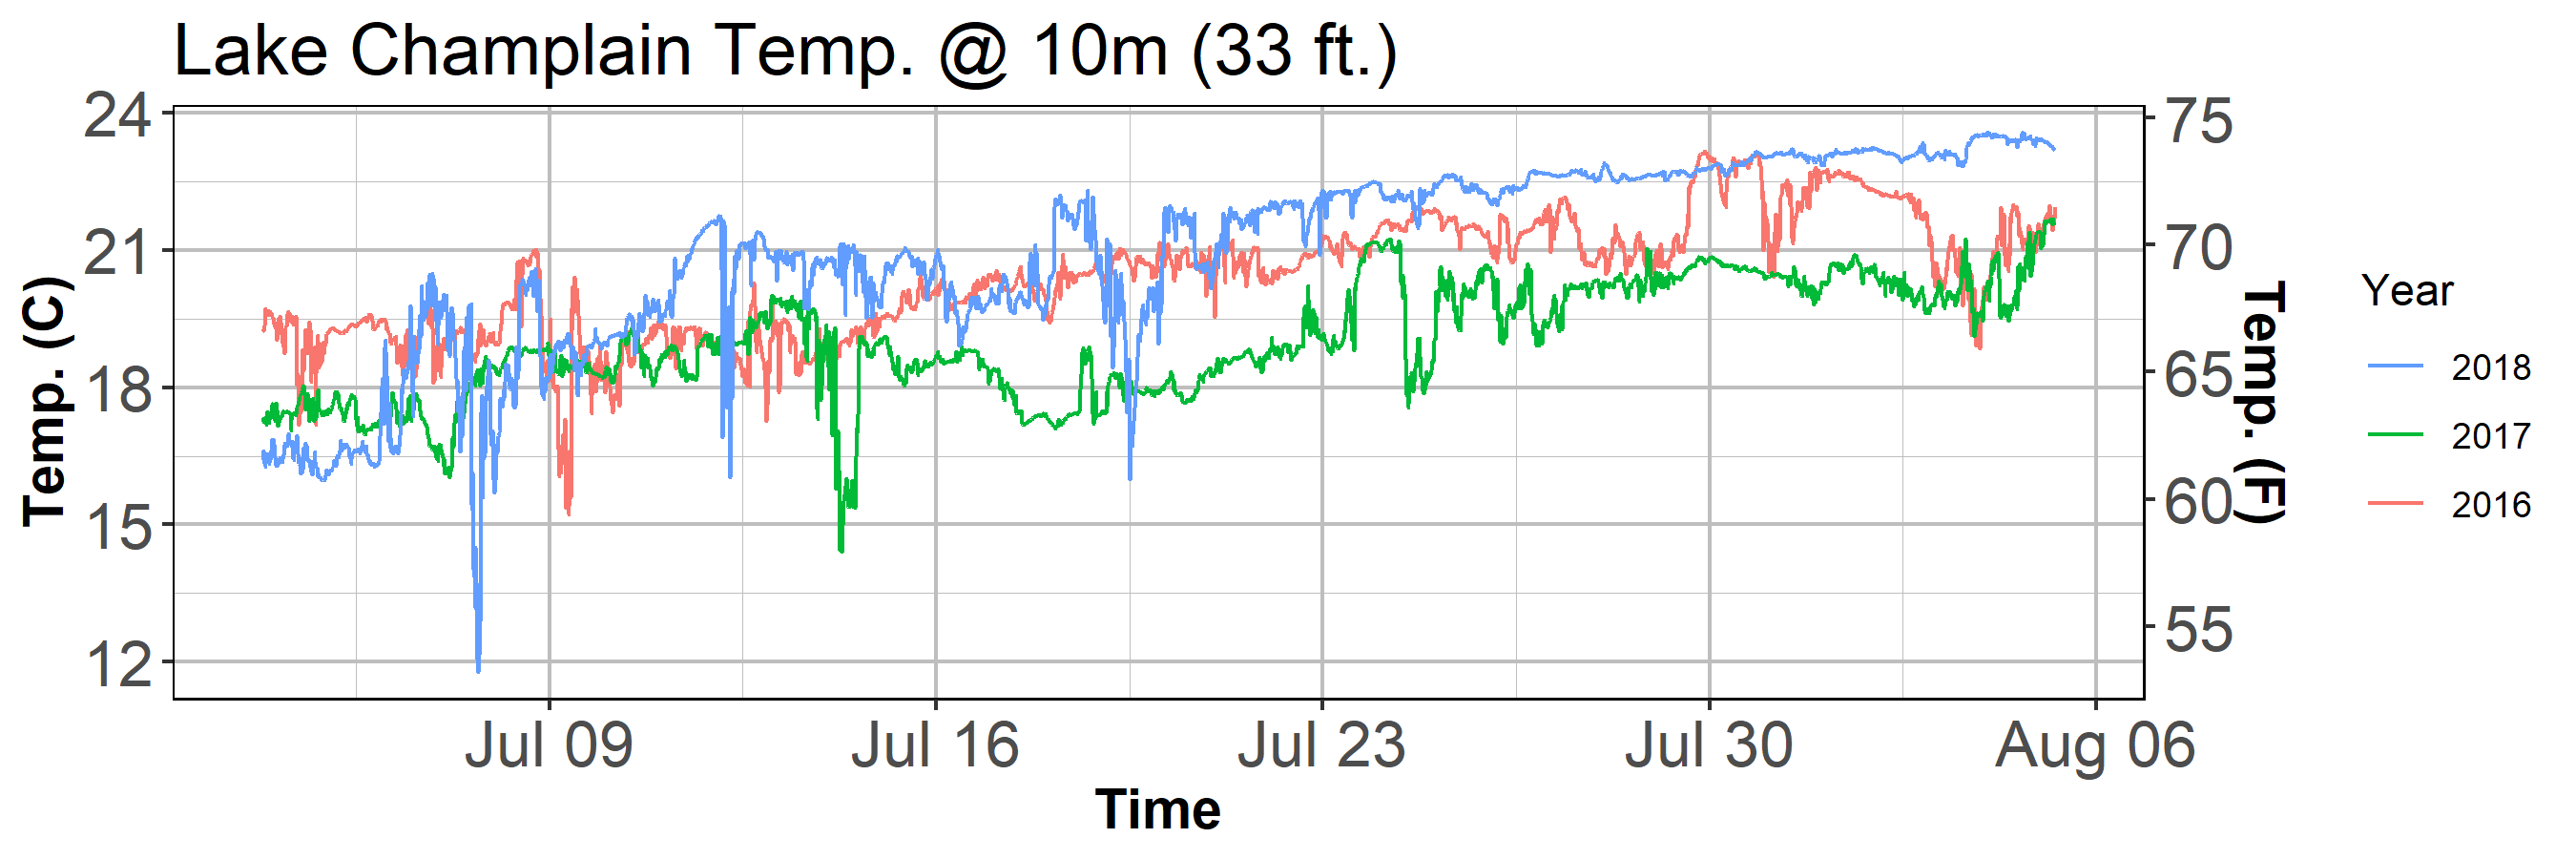 Lake Champlain Temp. @ 10m (33 ft.)
Temp. (C)
24
21
18
15
12
75
70
65
60
55
Temp. (F)
Jul 09
Jul 16
Jul 23
Jul 30
Aug 06
Time
Year
2018
2017
2016